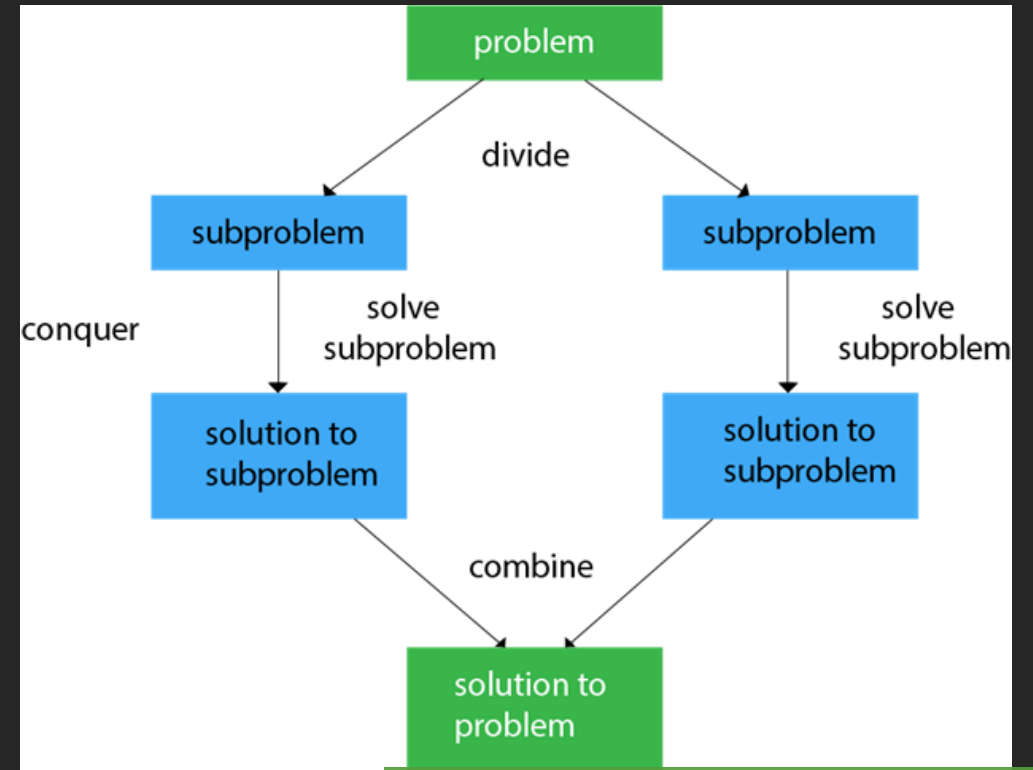 problem
divide
subproblem
subproblem
conquer
solve
subproblem
solve
subproblem
solution to
subproblem
solution to
subproblem
combine
solution to
problem